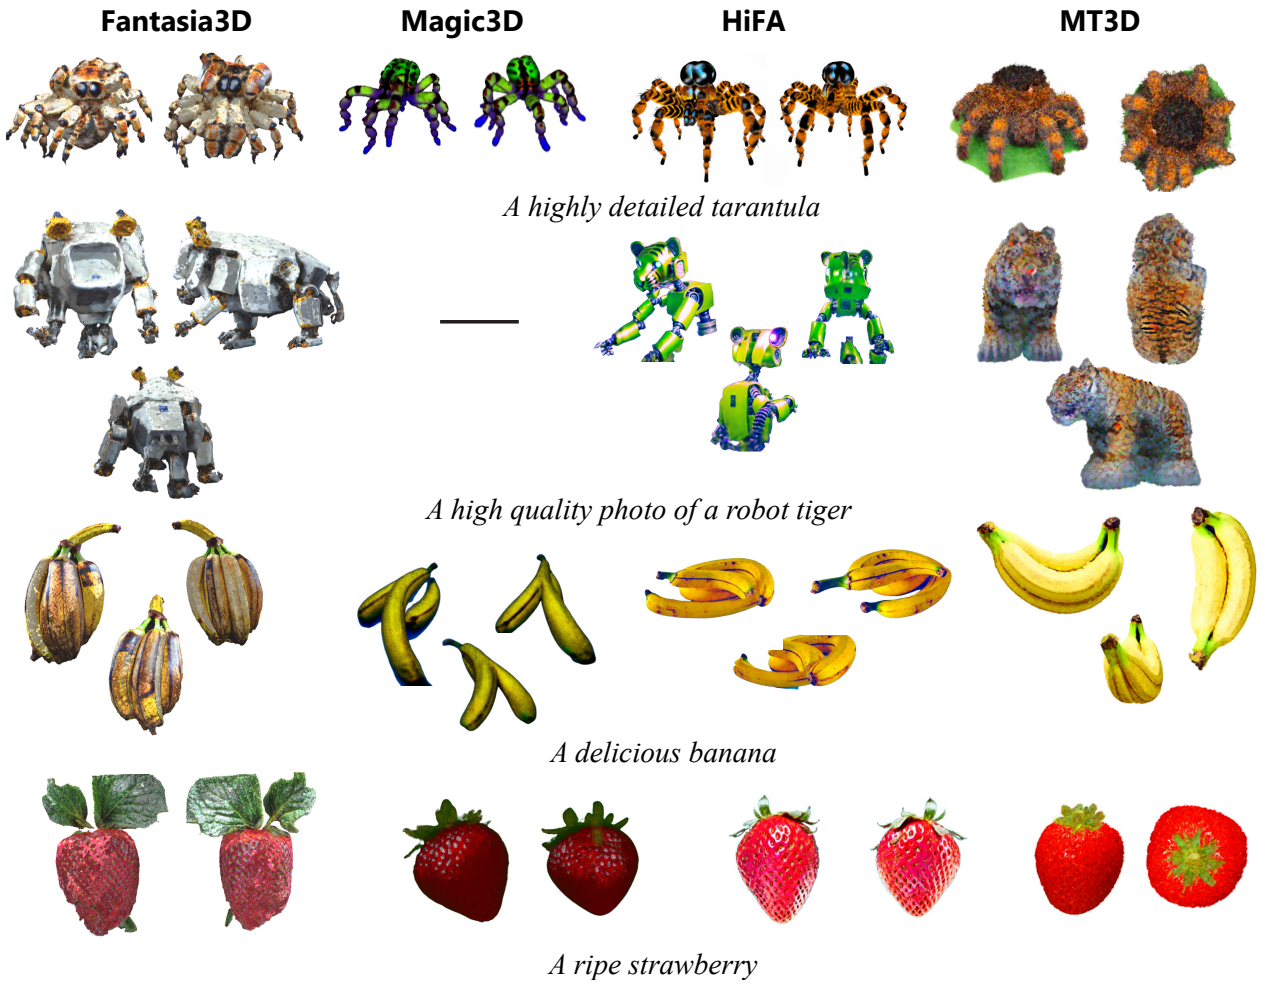 Fantasia3D Magic3D HiFA MT3D
A highly detailed tarantula
A high quality photo of a robot tiger
A delicious banana
A ripe strawberry